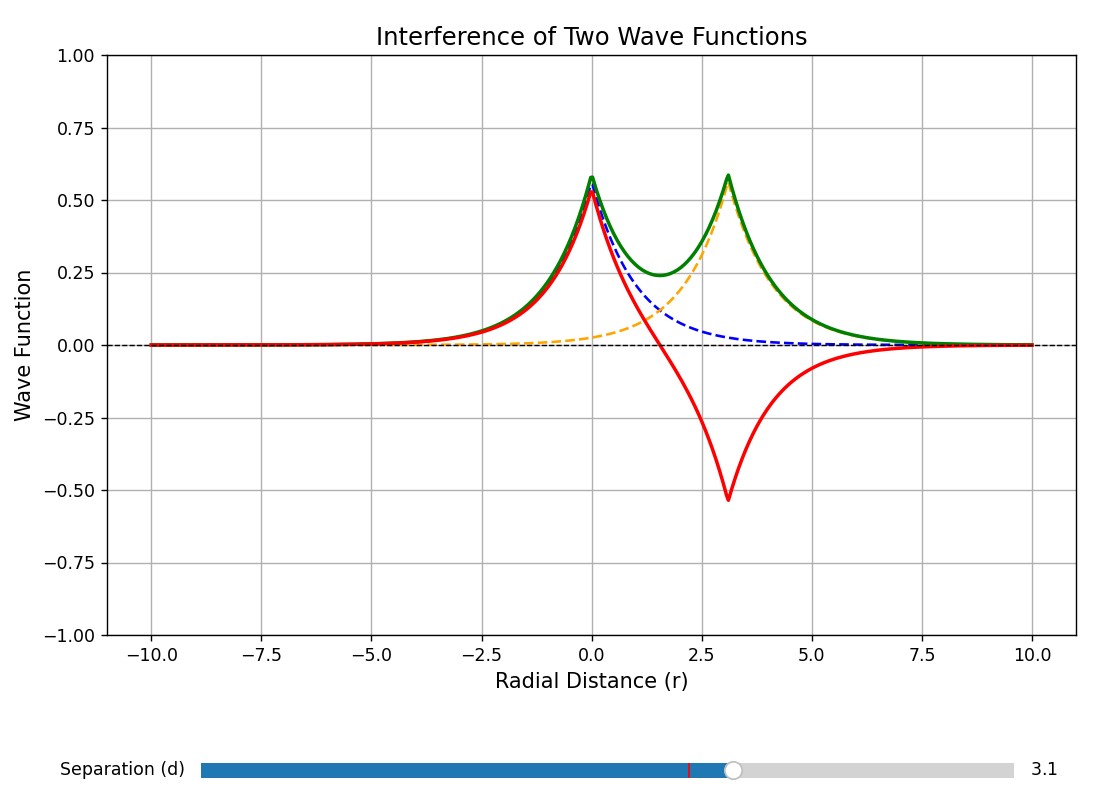 Interference of Two Wave Functions
1.00
0.75
0.50
0.25
0.00
−0.25
−0.50
−0.75
−1.00
Wave Function
−10.0 −7.5 −5.0 −2.5 0.0 2.5 5.0 7.5 10.0
Radial Distance (r)
Separation (d) 3.1